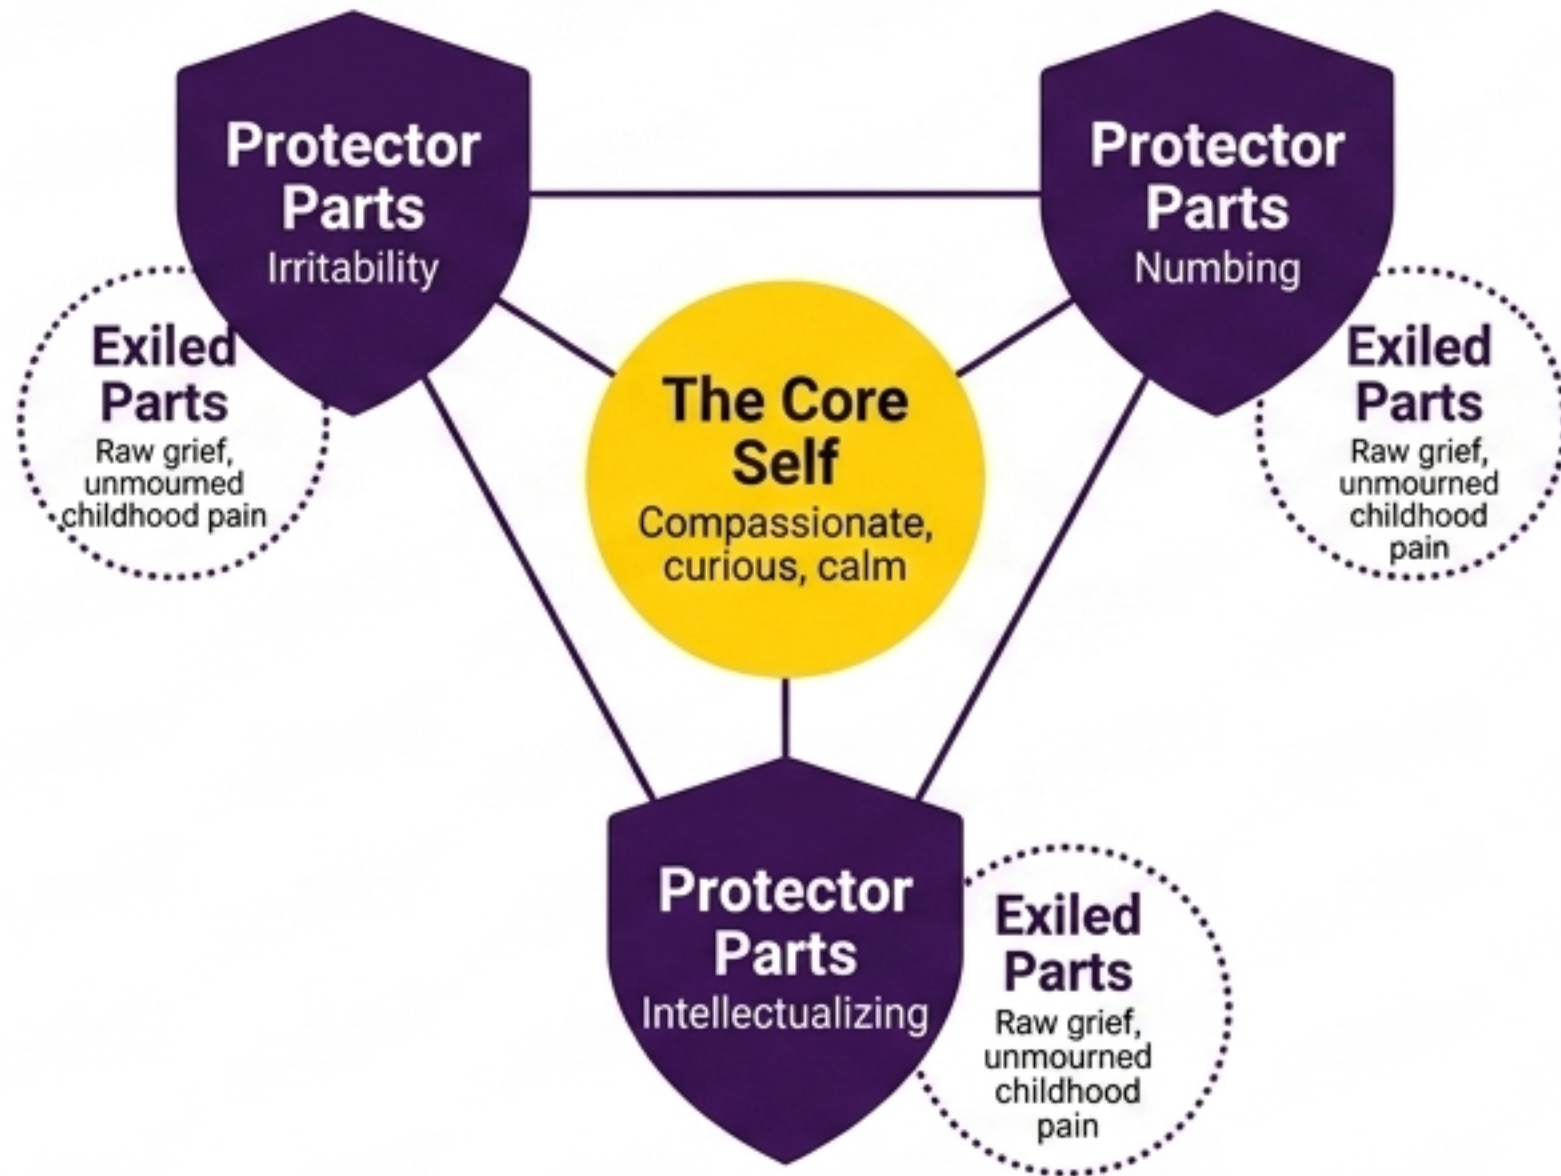 Protector
Parts
Irritability
Protector
Parts
Numbing
Exiled
Parts
Raw grief,
unmourned
childhood pain
The Core
Self
Compassionate,
curious, calm
Exiled
Parts
Raw grief,
unmourned
childhood
pain
Protector
Parts
Intellectualizing
Exiled
Parts
Raw grief,
unmourned
childhood
pain